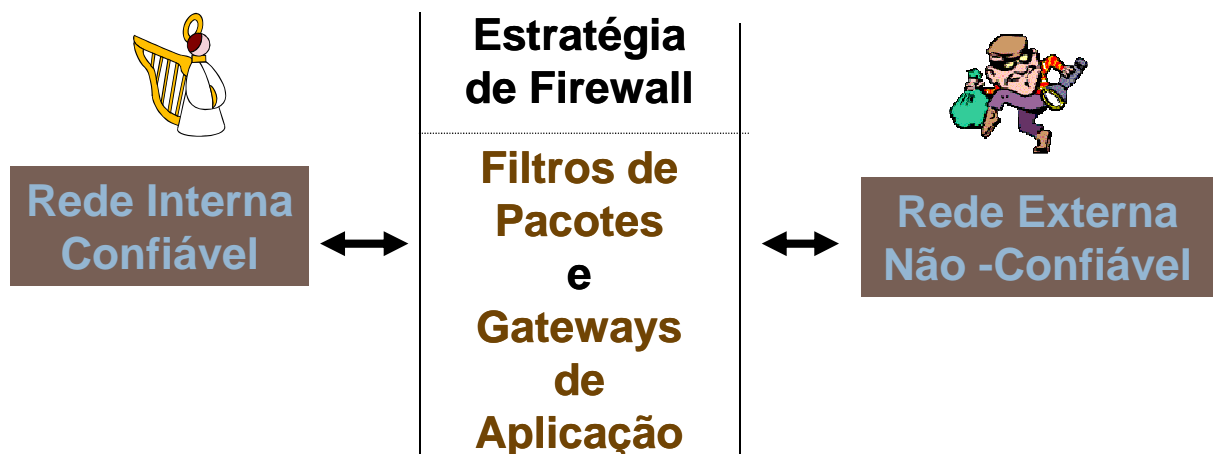 Estratégia
de Firewall
Rede Interna
Confiável
Filtros de
Pacotes
e
Gateways
de
Aplicação
Rede Externa
Não -Confiável